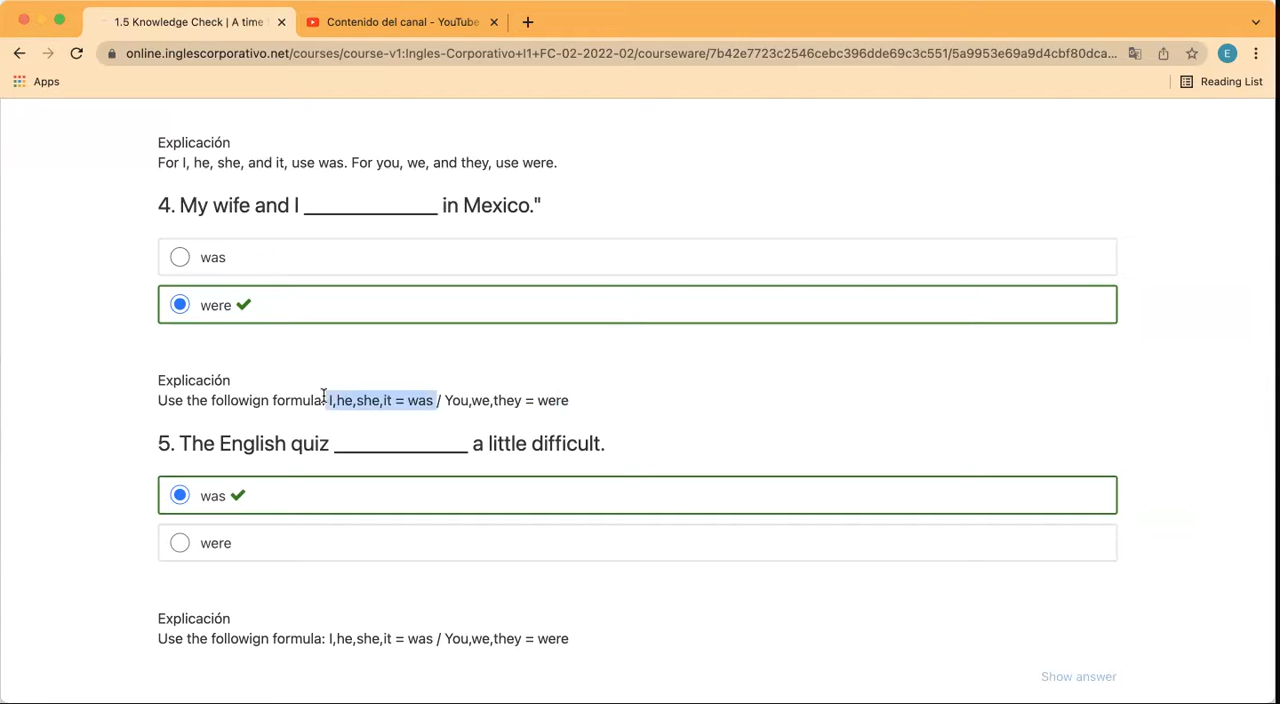 1.5 Knowledge Check | A time
Contenido del canal - YouTube
online.inglescorporativo.net/courses/course-v1:Ingles-Corporativo+I1+FC-02-2022-02/courseware/7b42e7723c2546cebc396dde69c3c551/5a9953e69a9d4cbf80dca...
E
Apps
Reading List
Explicación
For I, he, she, and it, use was. For you, we, and they, use were.
4. My wife and I ______________ in Mexico."
was
were
Explicación
Use the followign formula: I,he,she,it = was / You,we,they = were
5. The English quiz ______________ a little difficult.
was
were
Explicación
Use the followign formula: I,he,she,it = was / You,we,they = were
Show answer